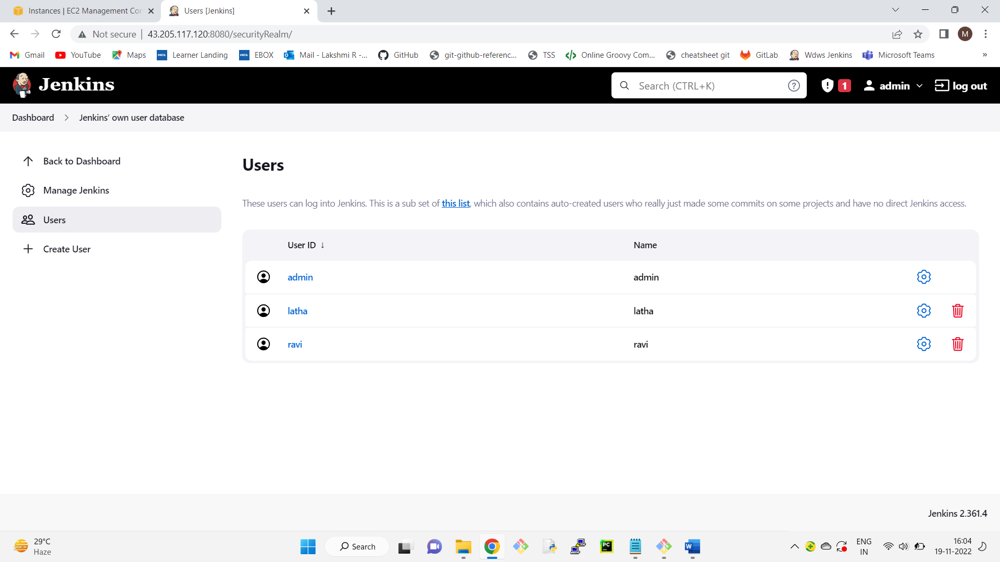 Instances | EC2 Management Con
Users [Jenkins]
Not secure | 43.205.117.120:8080/securityRealm/
M
Gmail YouTube Maps HCL Learner Landing HCL EBOX Mail - Lakshmi R -... GitHub git-github-referenc... TSS Online Groovy Com... cheatsheet git GitLab Wdws Jenkins Microsoft Teams »
Jenkins
Search (CTRL+K)
1
admin
log out
Dashboard > Jenkins' own user database
Back to Dashboard
Manage Jenkins
Users
Create User
Users
These users can log into Jenkins. This is a sub set of this list, which also contains auto-created users who really just made some commits on some projects and have no direct Jenkins access.
User ID ↓ Name
admin admin
latha latha
ravi ravi
Jenkins 2.361.4
29°C
Haze
Search
PC
W
ENG
IN
16:04
19-11-2022